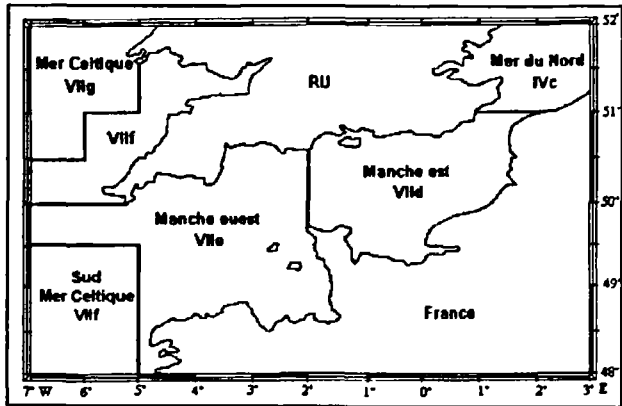 52°
Mer Celtique
VIIg
RU
Mer du Nord
IVc
51°
VIIf
Manche est
VIId
50°
Manche ouest
VIIe
Sud
Mer Celtique
VIIf
49°
France
48°
7° W 6° 5° 4° 3° 2° 1° 0° 1° 2° 3° E